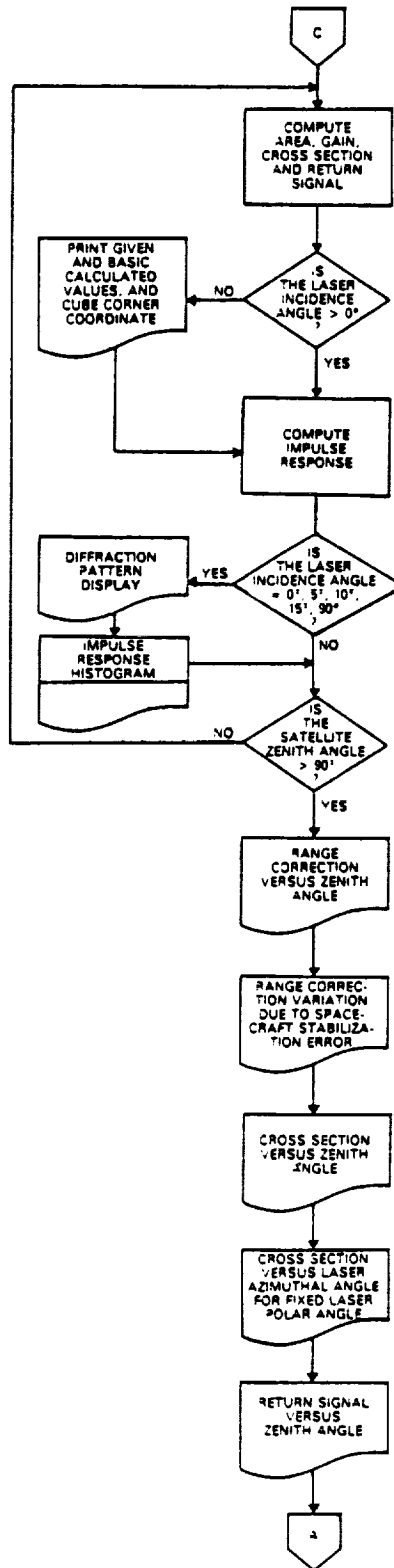 C
COMPUTE
AREA, GAIN,
CROSS SECTION
AND RETURN
SIGNAL
PRINT GIVEN
AND BASIC
CALCULATED
VALUES, AND
CUBE CORNER
COORDINATE
NO
IS
THE LASER
INCIDENCE
ANGLE > 0°
?
YES
COMPUTE
IMPULSE
RESPONSE
DIFFRACTION
PATTERN
DISPLAY
YES
IS
THE LASER
INCIDENCE ANGLE
= 0°, 5°, 10°,
15°, 90°
?
NO
IMPULSE
RESPONSE
HISTOGRAM
NO
IS
THE
SATELLITE
ZENITH ANGLE
> 90°
?
YES
RANGE
CORRECTION
VERSUS ZENITH
ANGLE
RANGE CORREC-
TION VARIATION
DUE TO SPACE-
CRAFT STABILIZA-
TION ERROR
CROSS SECTION
VERSUS ZENITH
ANGLE
CROSS SECTION
VERSUS LASER
AZIMUTHAL ANGLE
FOR FIXED LASER
POLAR ANGLE
RETURN SIGNAL
VERSUS
ZENITH ANGLE
A